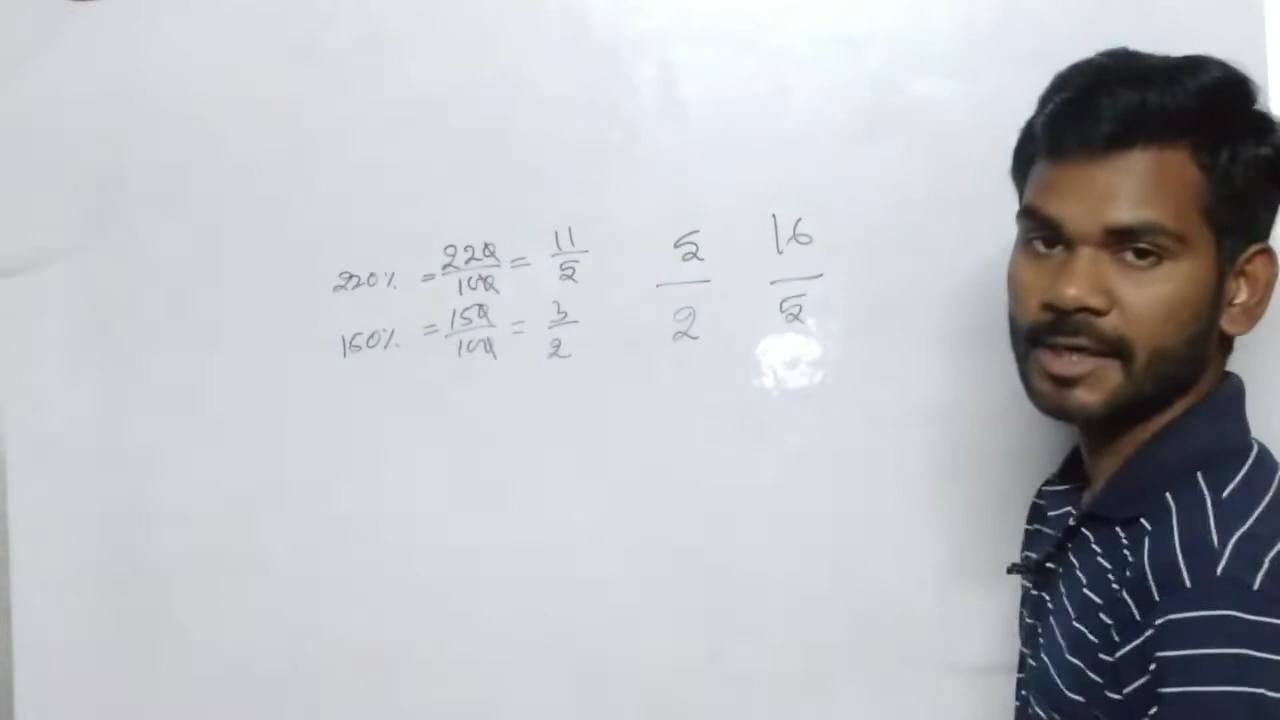 220% = 220/100 = 11/5
150% = 150/100 = 3/2
5/2 16/5